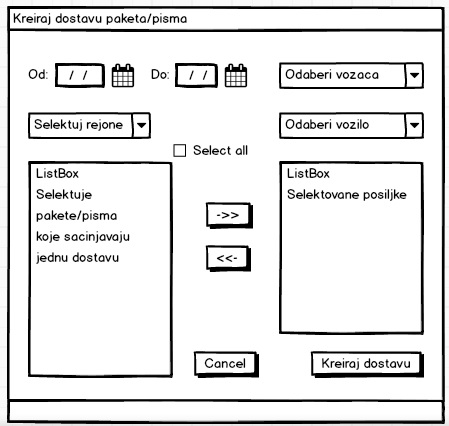 Kreiraj dostavu paketa/pisma
Od: / / Do: / / Odaberi vozaca
Selektuj rejone Odaberi vozilo
Select all
ListBox
Selektuje
pakete/pisma
koje sacinjavaju
jednu dostavu
->>
<<-
ListBox
Selektovane posiljke
Cancel Kreiraj dostavu